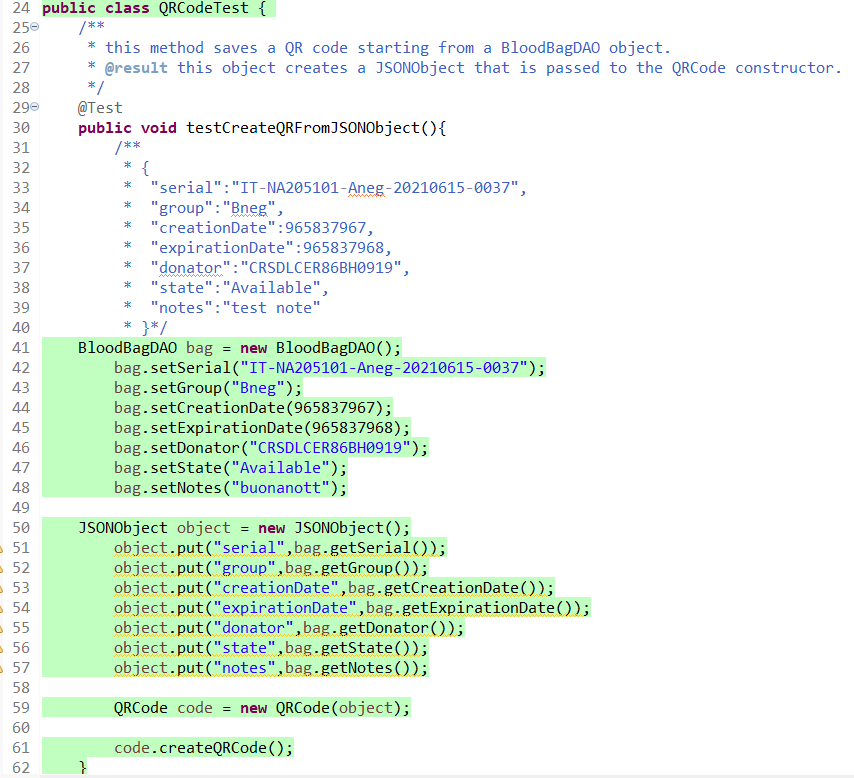 24 public class QRCodeTest {
25 /**
26 * this method saves a QR code starting from a BloodBagDAO object.
27 * @result this object creates a JSONObject that is passed to the QRCode constructor.
28 */
29 @Test
30 public void testCreateQRFromJSONObject(){
31 /**
32 * {
33 * "serial":"IT-NA205101-Aneg-20210615-0037",
34 * "group":"Bneg",
35 * "creationDate":965837967,
36 * "expirationDate":965837968,
37 * "donator":"CRSDLCER86BH0919",
38 * "state":"Available",
39 * "notes":"test note"
40 * }*/
41 BloodBagDAO bag = new BloodBagDAO();
42 bag.setSerial("IT-NA205101-Aneg-20210615-0037");
43 bag.setGroup("Bneg");
44 bag.setCreationDate(965837967);
45 bag.setExpirationDate(965837968);
46 bag.setDonator("CRSDLCER86BH0919");
47 bag.setState("Available");
48 bag.setNotes("buonanott");
49
50 JSONObject object = new JSONObject();
51 object.put("serial",bag.getSerial());
52 object.put("group",bag.getGroup());
53 object.put("creationDate",bag.getCreationDate());
54 object.put("expirationDate",bag.getExpirationDate());
55 object.put("donator",bag.getDonator());
56 object.put("state",bag.getState());
57 object.put("notes",bag.getNotes());
58
59 QRCode code = new QRCode(object);
60
61 code.createQRCode();
62 }